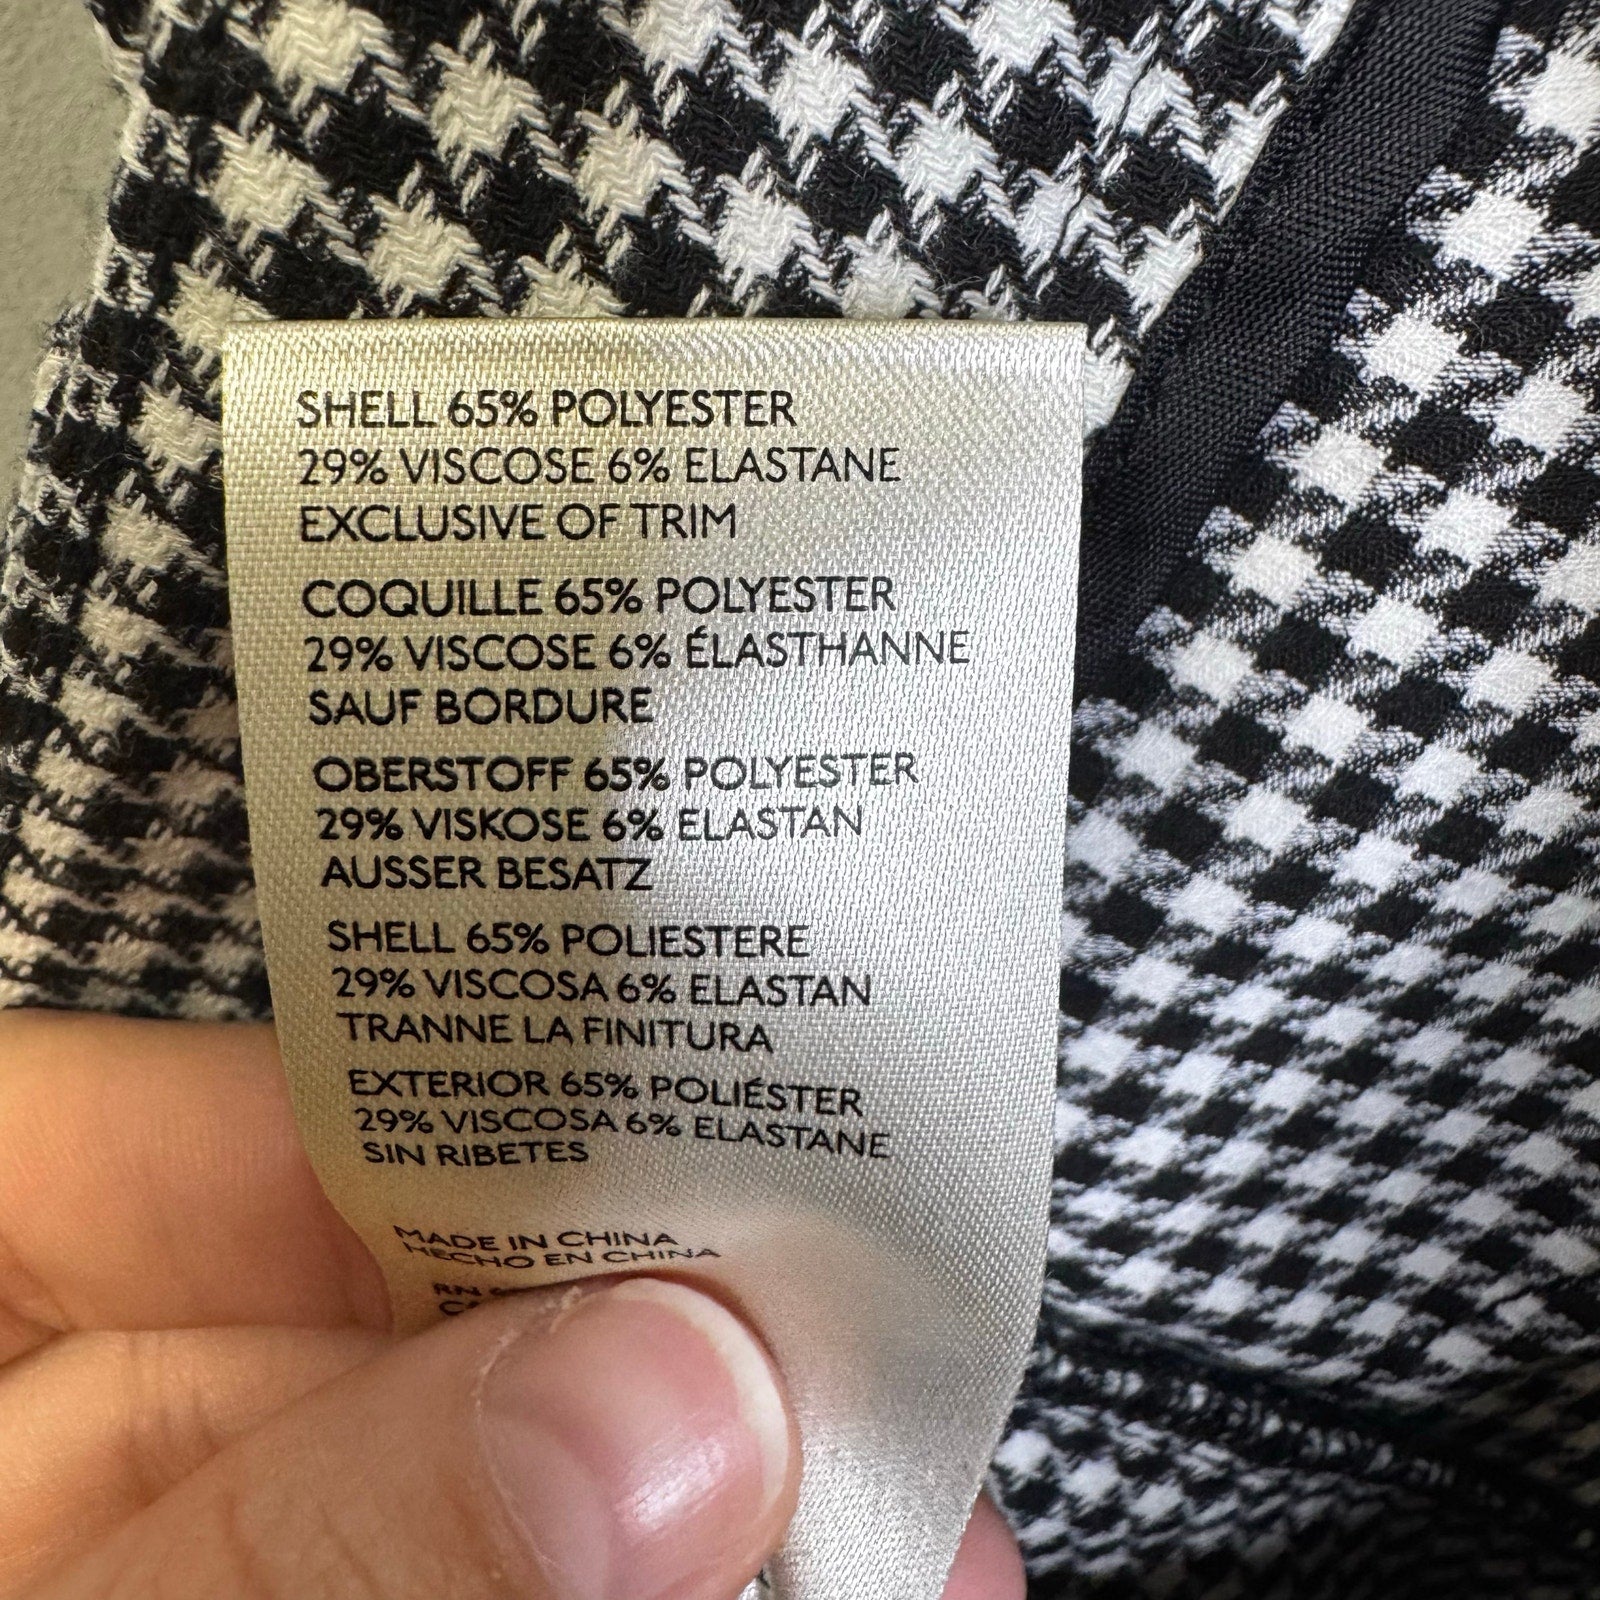 SHELL 65% POLYESTER
29% VISCOSE 6% ELASTANE
EXCLUSIVE OF TRIM
COQUILLE 65% POLYESTER
29% VISCOSE 6% ÉLASTHANNE
SAUF BORDURE
OBERSTOFF 65% POLYESTER
29% VISKOSE 6% ELASTAN
AUSSER BESATZ
SHELL 65% POLIESTERE
29% VISCOSA 6% ELASTAN
TRANNE LA FINITURA
EXTERIOR 65% POLIÉSTER
29% VISCOSA 6% ELASTANE
SIN RIBETES
MADE IN CHINA
HECHO EN CHINA
RN